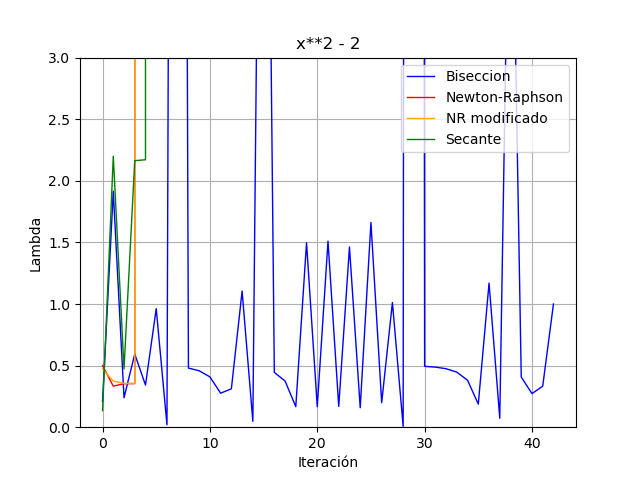 x**2 - 2
3.0
2.5
2.0
1.5
1.0
0.5
0.0
Lambda
Biseccion
Newton-Raphson
NR modificado
Secante
0
10
20
30
40
Iteración